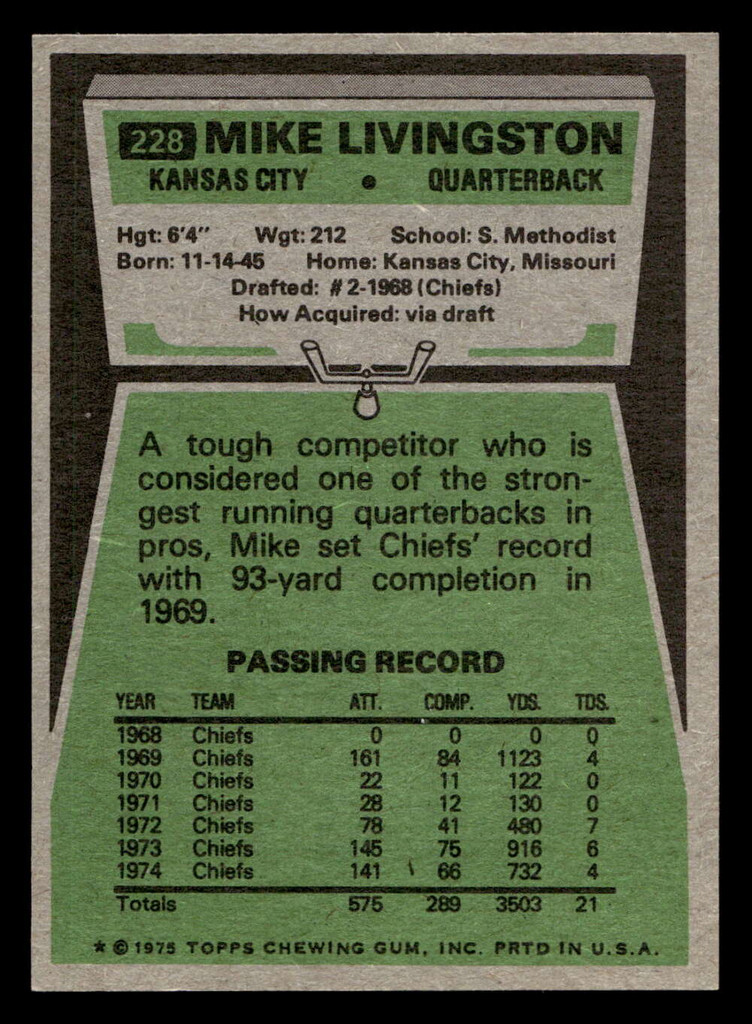 228 MIKE LIVINGSTON
KANSAS CITY • QUARTERBACK
Hgt: 6'4" Wgt: 212 School: S. Methodist
Born: 11-14-45 Home: Kansas City, Missouri
Drafted: #2-1968 (Chiefs)
How Acquired: via draft
A tough competitor who is
considered one of the stron-
gest running quarterbacks in
pros, Mike set Chiefs' record
with 93-yard completion in
1969.
PASSING RECORD
YEAR TEAM ATT. COMP. YDS. TDS.
1968 Chiefs 0 0 0 0
1969 Chiefs 161 84 1123 4
1970 Chiefs 22 11 122 0
1971 Chiefs 28 12 130 0
1972 Chiefs 78 41 480 7
1973 Chiefs 145 75 916 6
1974 Chiefs 141 66 732 4
Totals 575 289 3503 21
* © 1975 TOPPS CHEWING GUM, INC. PRTD IN U.S.A.